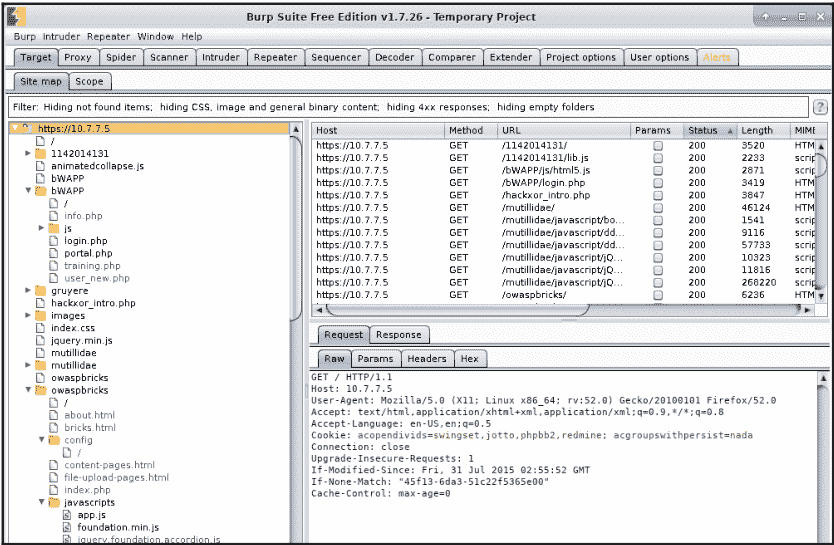 Burp Suite Free Edition v1.7.26 - Temporary Project
Burp Intruder Repeater Window Help
Target Proxy Spider Scanner Intruder Repeater Sequencer Decoder Comparer Extender Project options User options Alerts
Site map Scope
Filter: Hiding not found items; hiding CSS, image and general binary content; hiding 4xx responses; hiding empty folders ?
https://10.7.7.5
/
1142014131
animatedcollapse.js
bWAPP
bWAPP
/
info.php
js
login.php
portal.php
training.php
user_new.php
gruyere
hackxor_intro.php
images
index.css
jquery.min.js
mutillidae
mutillidae
owaspbricks
owaspbricks
/
about.html
bricks.html
config
/
content-pages.html
file-upload-pages.html
index.php
javascripts
app.js
foundation.min.js
jquery.foundation.accordion.js
Host Method URL Params Status Length MIME
https://10.7.7.5 GET /1142014131/ 200 3520 HTM
https://10.7.7.5 GET /1142014131/lib.js 200 2233 scrip
https://10.7.7.5 GET /bWAPP/js/html5.js 200 2871 scrip
https://10.7.7.5 GET /bWAPP/login.php 200 3419 HTM
https://10.7.7.5 GET /hackxor_intro.php 200 3847 HTM
https://10.7.7.5 GET /mutillidae/ 200 46124 HTM
https://10.7.7.5 GET /mutillidae/javascript/bo... 200 1541 scrip
https://10.7.7.5 GET /mutillidae/javascript/dd... 200 9116 scrip
https://10.7.7.5 GET /mutillidae/javascript/dd... 200 57733 scrip
https://10.7.7.5 GET /mutillidae/javascript/jQ... 200 10323 scrip
https://10.7.7.5 GET /mutillidae/javascript/jQ... 200 11816 scrip
https://10.7.7.5 GET /mutillidae/javascript/jQ... 200 268220 scrip
https://10.7.7.5 GET /owaspbricks/ 200 6236 HTM
Request Response
Raw Params Headers Hex
GET / HTTP/1.1
Host: 10.7.7.5
User-Agent: Mozilla/5.0 (X11; Linux x86_64; rv:52.0) Gecko/20100101 Firefox/52.0
Accept: text/html,application/xhtml+xml,application/xml;q=0.9,*/*;q=0.8
Accept-Language: en-US,en;q=0.5
Cookie: acopendivids=swingset,jotto,phpbb2,redmine; acgroupswithpersist=nada
Connection: close
Upgrade-Insecure-Requests: 1
If-Modified-Since: Fri, 31 Jul 2015 02:55:52 GMT
If-None-Match: "45f13-6da3-51c22f5365e00"
Cache-Control: max-age=0